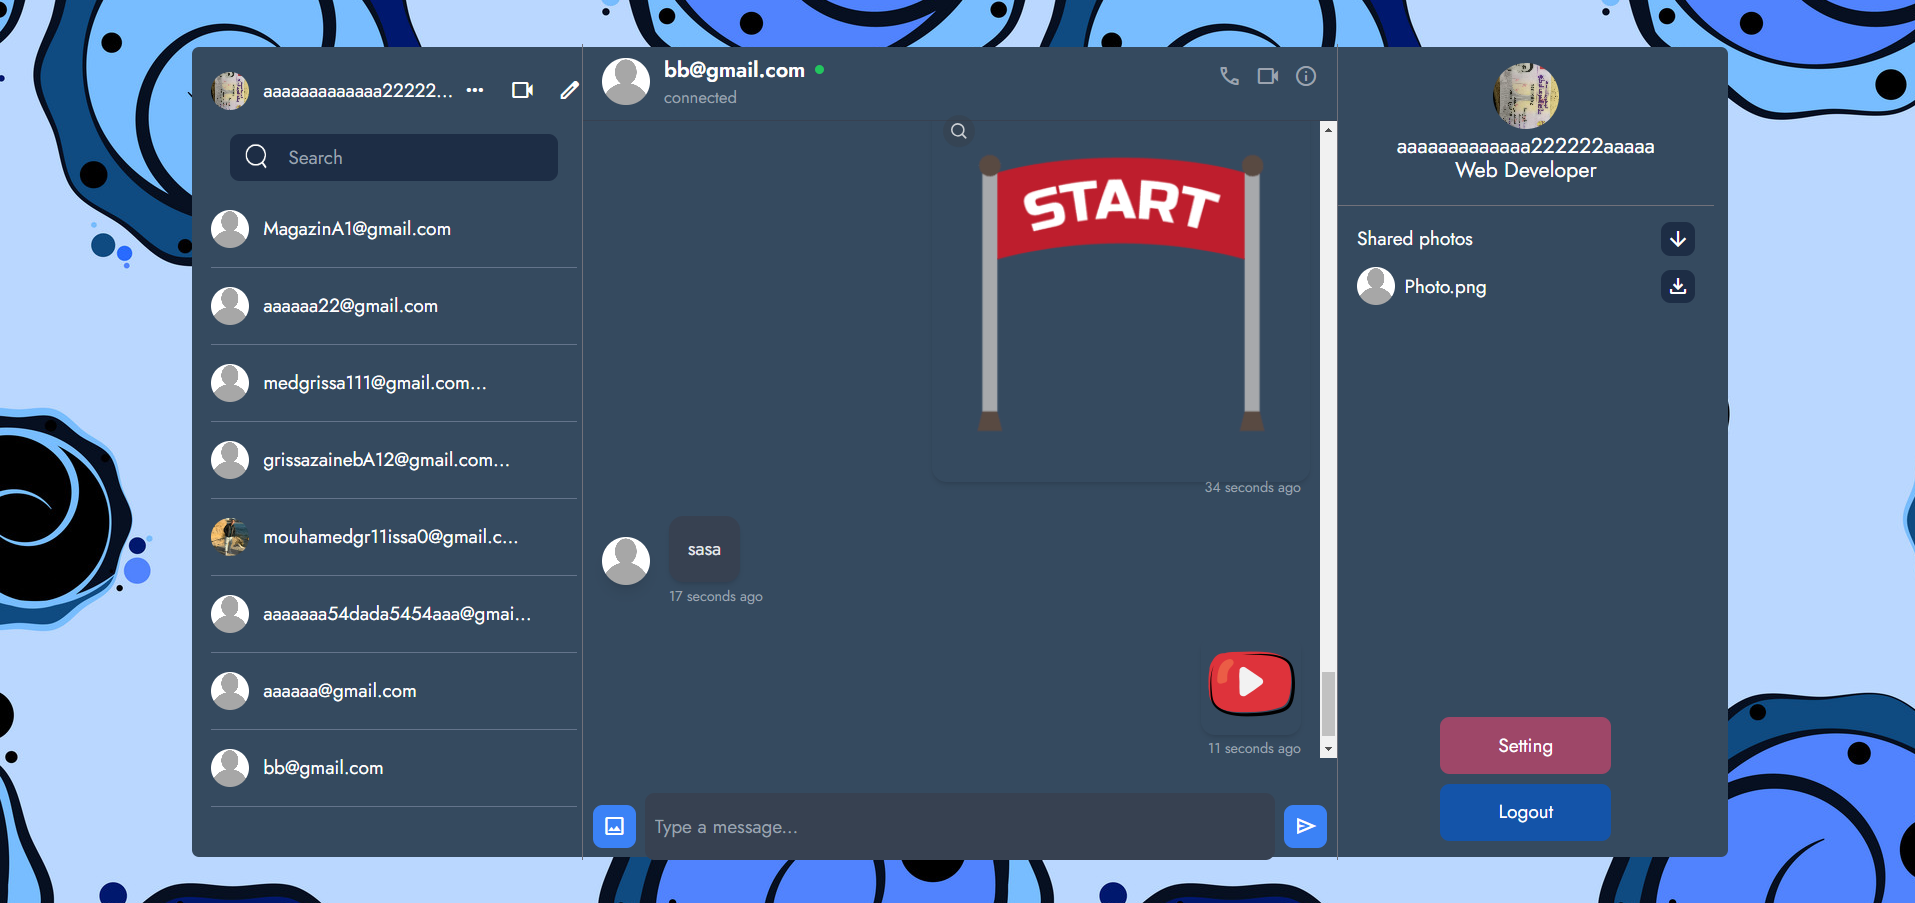 aaaaaaaaaaaaa22222...
Search
MagazinA1@gmail.com
aaaaaa22@gmail.com
medgrissa111@gmail.com...
grissazainebA12@gmail.com...
mouhamedgr11issa0@gmail.c...
aaaaaaa54dada5454aaa@gmai...
aaaaaa@gmail.com
bb@gmail.com
bb@gmail.com
connected
START
34 seconds ago
sasa
17 seconds ago
11 seconds ago
Type a message...
aaaaaaaaaaaaa222222aaaaa
Web Developer
Shared photos
Photo.png
Setting
Logout